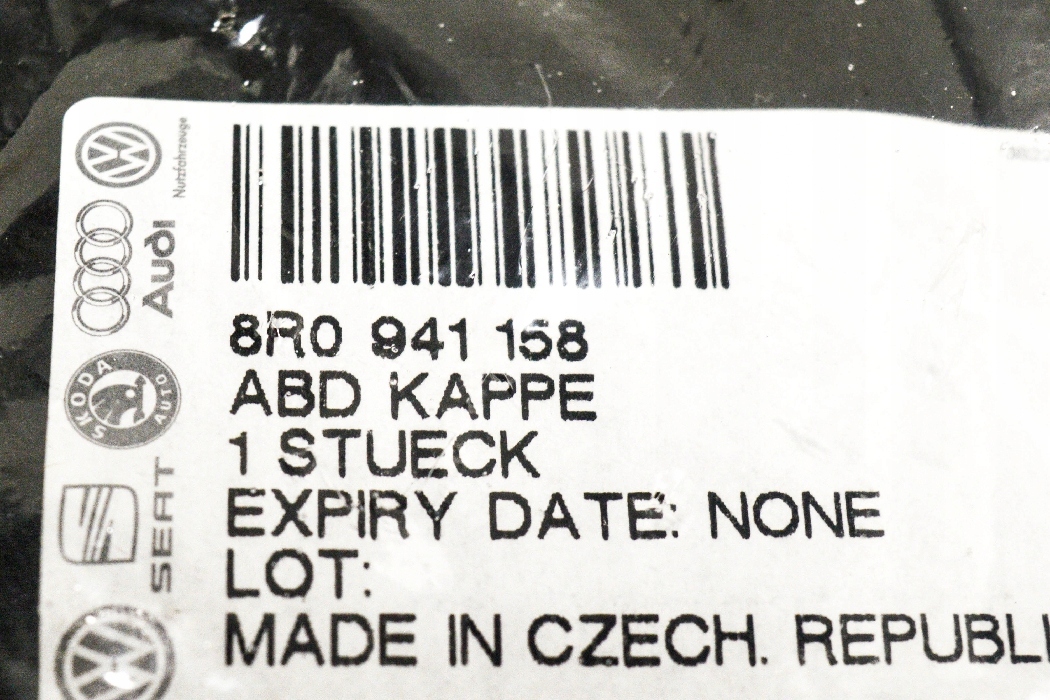 Nutzfahrzeuge
Audi
SKODA AUTO
SEAT
8R0 941 158
ABD KAPPE
1 STUECK
EXPIRY DATE: NONE
LOT:
MADE IN CZECH. REPUBLI